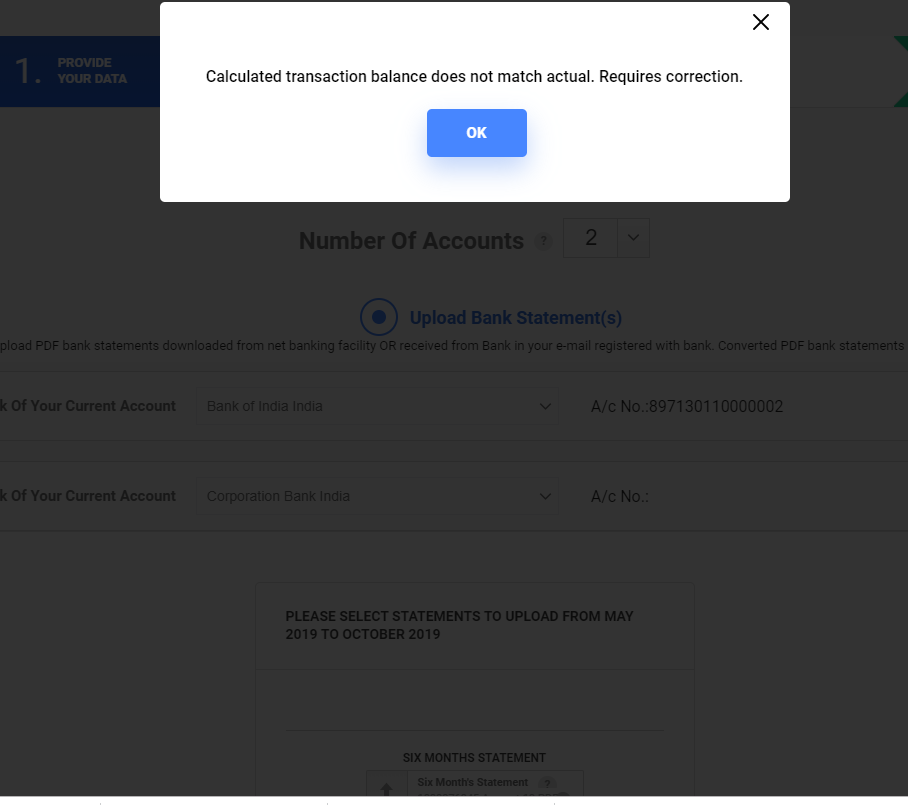 Calculated transaction balance does not match actual. Requires correction.
OK
1. PROVIDE
YOUR DATA
Number Of Accounts ? 2
Upload Bank Statement(s)
pload PDF bank statements downloaded from net banking facility OR received from Bank in your e-mail registered with bank. Converted PDF bank statements
k Of Your Current Account Bank of India India A/c No.:897130110000002
k Of Your Current Account Corporation Bank India A/c No.:
PLEASE SELECT STATEMENTS TO UPLOAD FROM MAY
2019 TO OCTOBER 2019
SIX MONTHS STATEMENT
Six Month's Statement ?